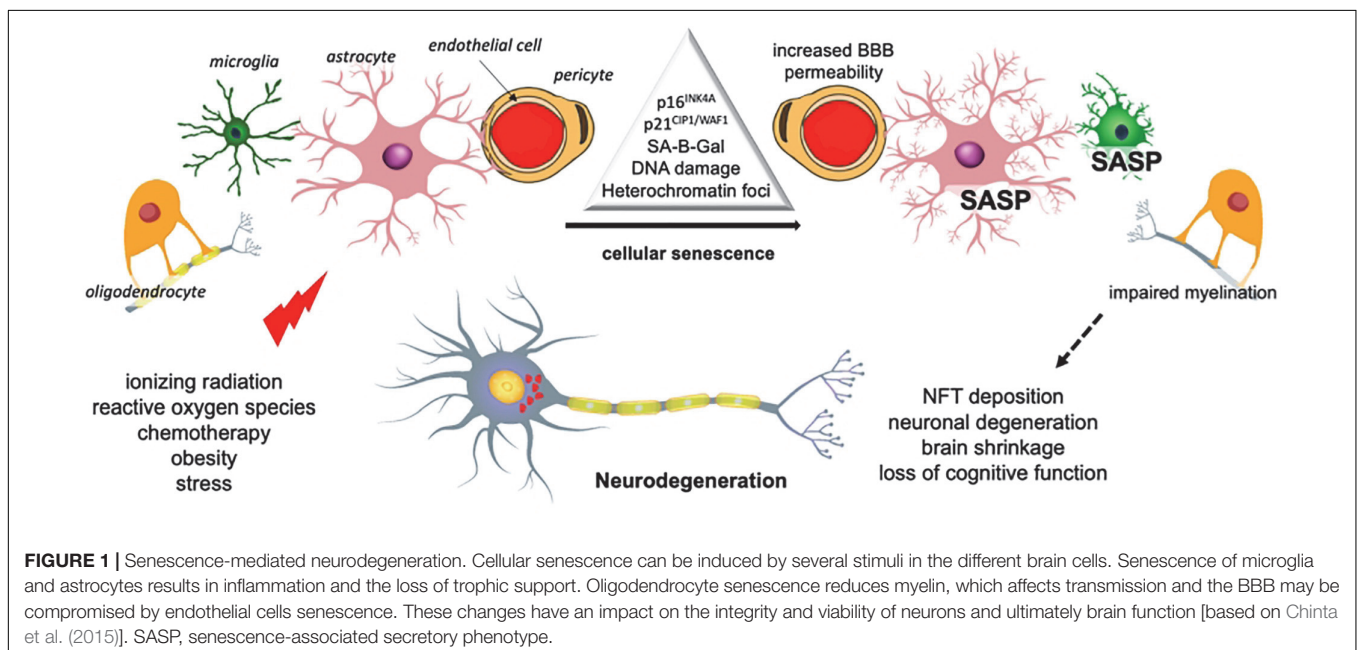 microglia
astrocyte
endothelial cell
pericyte
oligodendrocyte
p16INK4A
p21CIP1/WAF1
SA-B-Gal
DNA damage
Heterochromatin foci
cellular senescence
increased BBB
permeability
SASP
SASP
impaired myelination
ionizing radiation
reactive oxygen species
chemotherapy
obesity
stress
Neurodegeneration
NFT deposition
neuronal degeneration
brain shrinkage
loss of cognitive function
FIGURE 1 | Senescence-mediated neurodegeneration. Cellular senescence can be induced by several stimuli in the different brain cells. Senescence of microglia
and astrocytes results in inflammation and the loss of trophic support. Oligodendrocyte senescence reduces myelin, which affects transmission and the BBB may be
compromised by endothelial cells senescence. These changes have an impact on the integrity and viability of neurons and ultimately brain function [based on Chinta
et al. (2015)]. SASP, senescence-associated secretory phenotype.